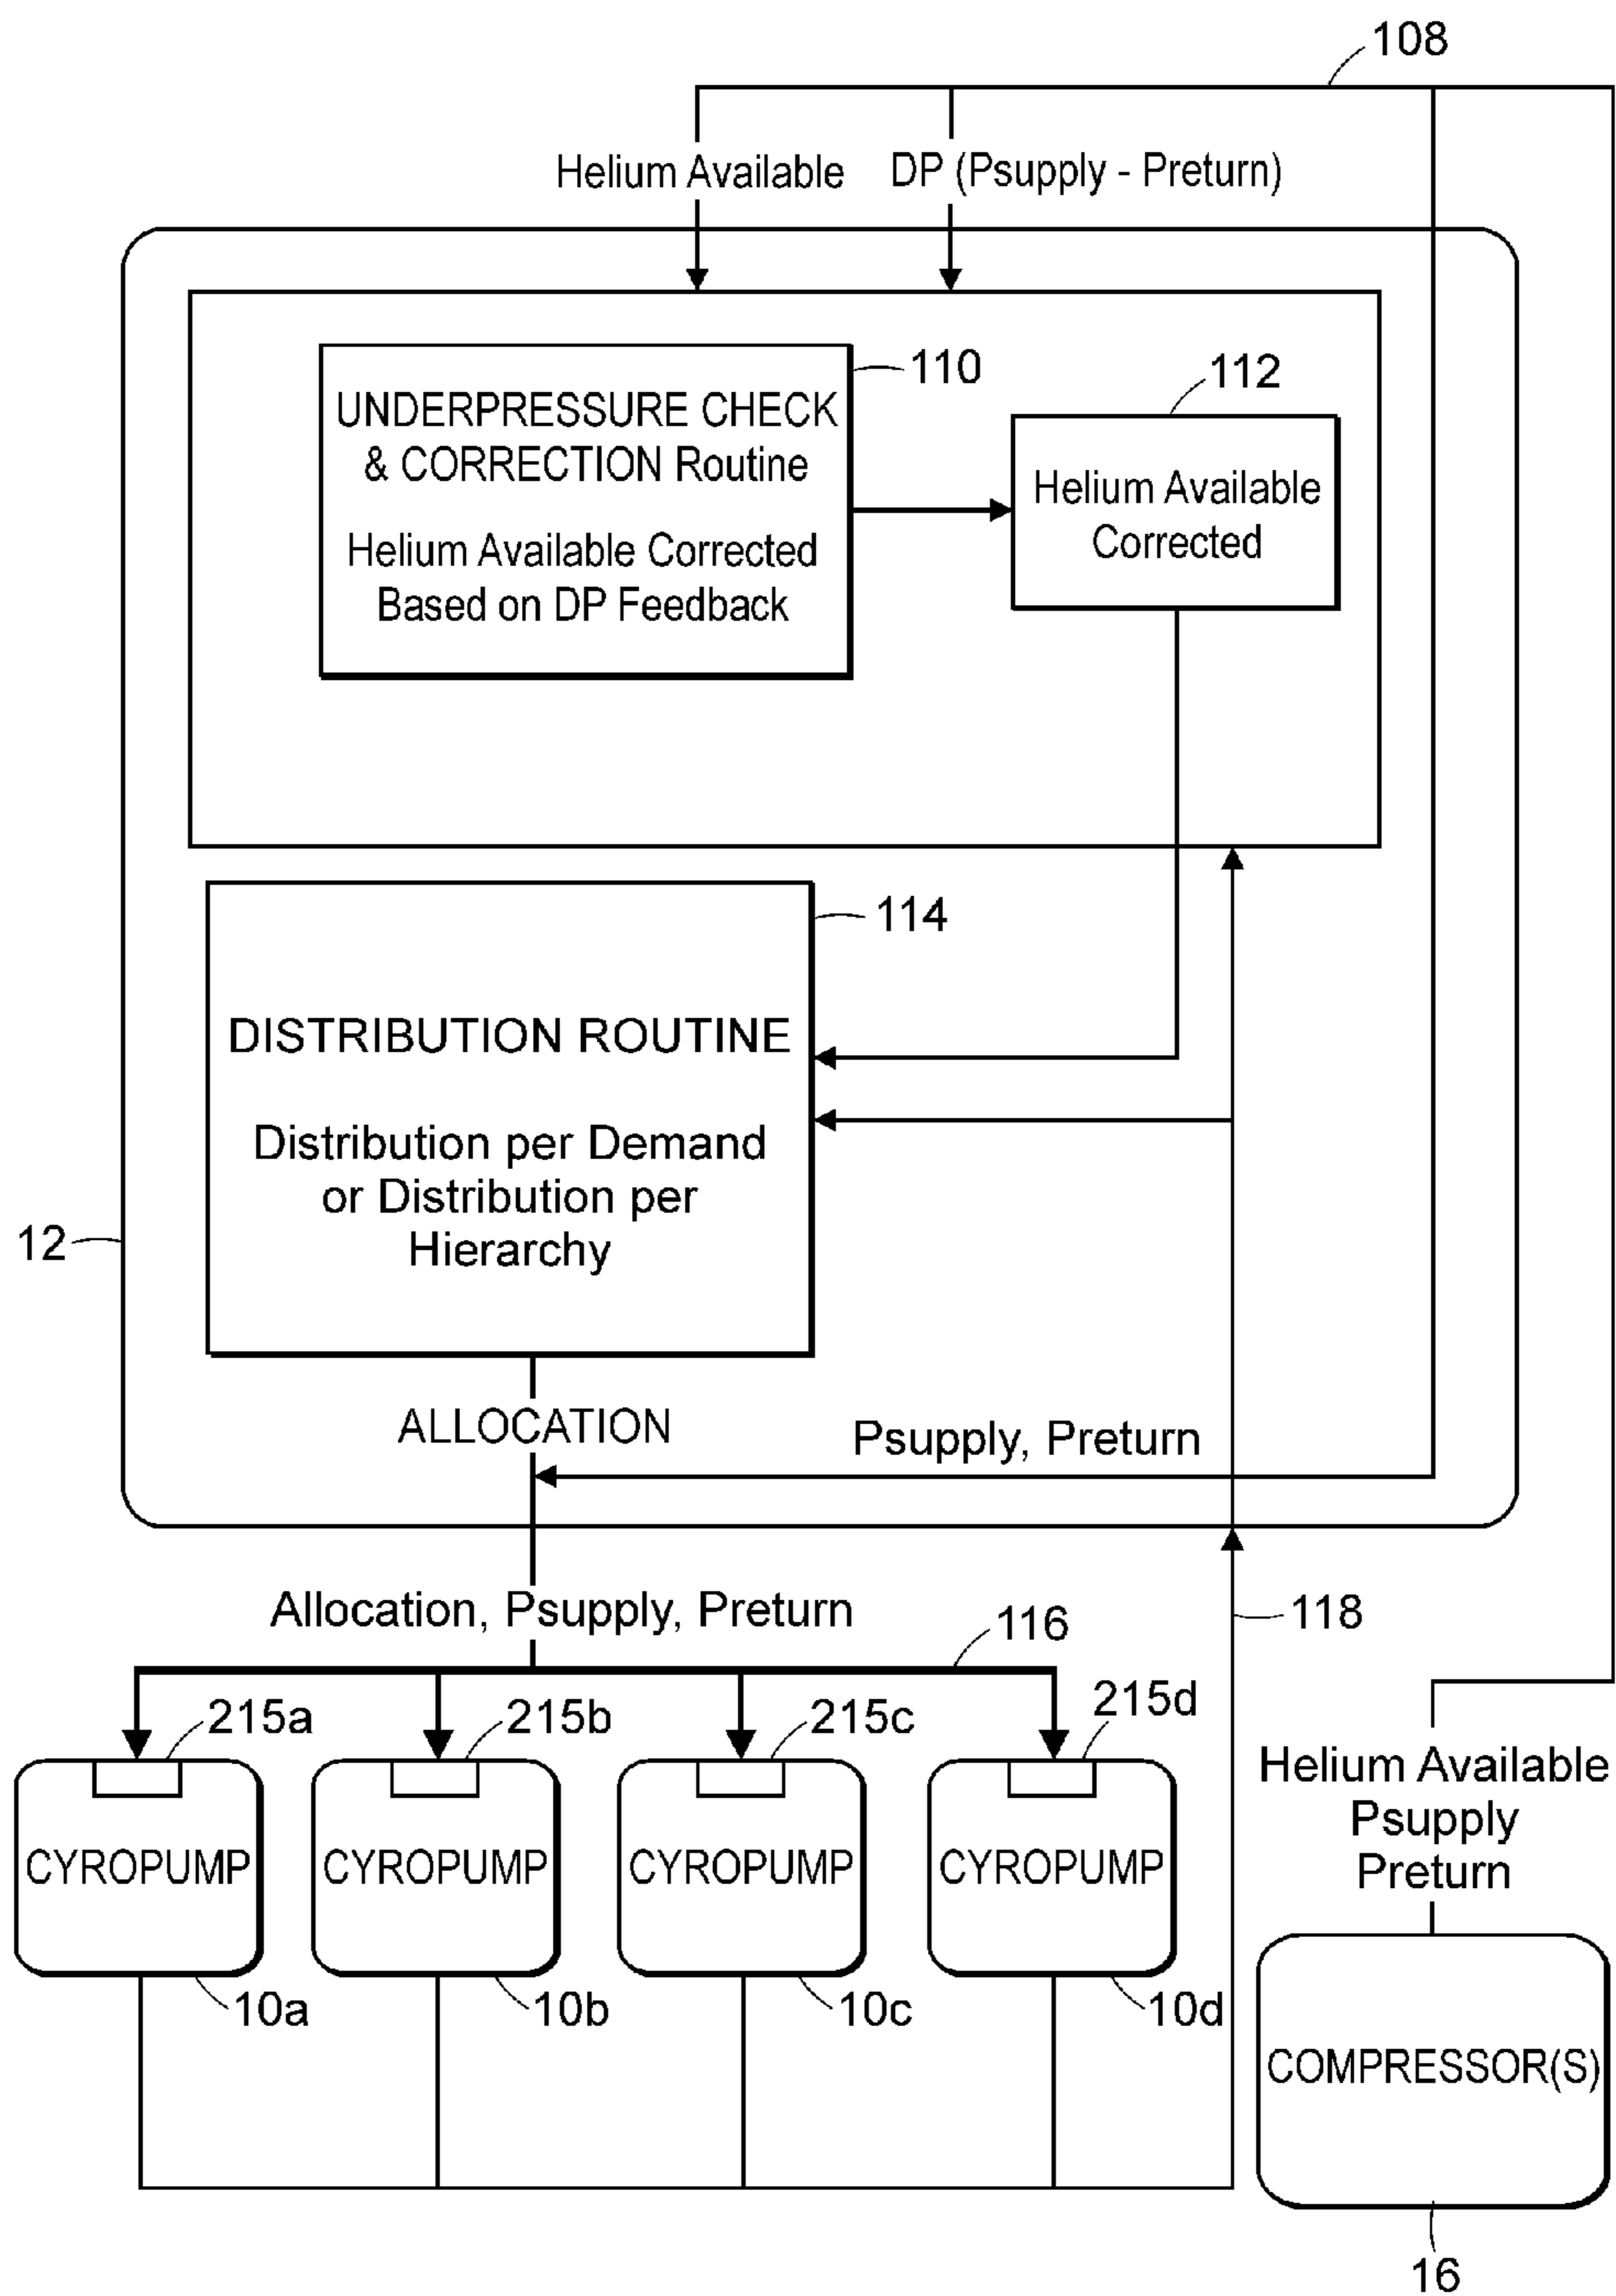 108
Helium Available
DP (Psupply - Preturn)
110
112
UNDERPRESSURE CHECK
& CORRECTION Routine
Helium Available Corrected
Based on DP Feedback
Helium Available
Corrected
114
DISTRIBUTION ROUTINE
Distribution per Demand
or Distribution per
Hierarchy
12
ALLOCATION
Psupply, Preturn
Allocation, Psupply, Preturn
116
118
215a
215b
215c
215d
CYROPUMP
CYROPUMP
CYROPUMP
CYROPUMP
10a
10b
10c
10d
Helium Available
Psupply
Preturn
COMPRESSOR(S)
16